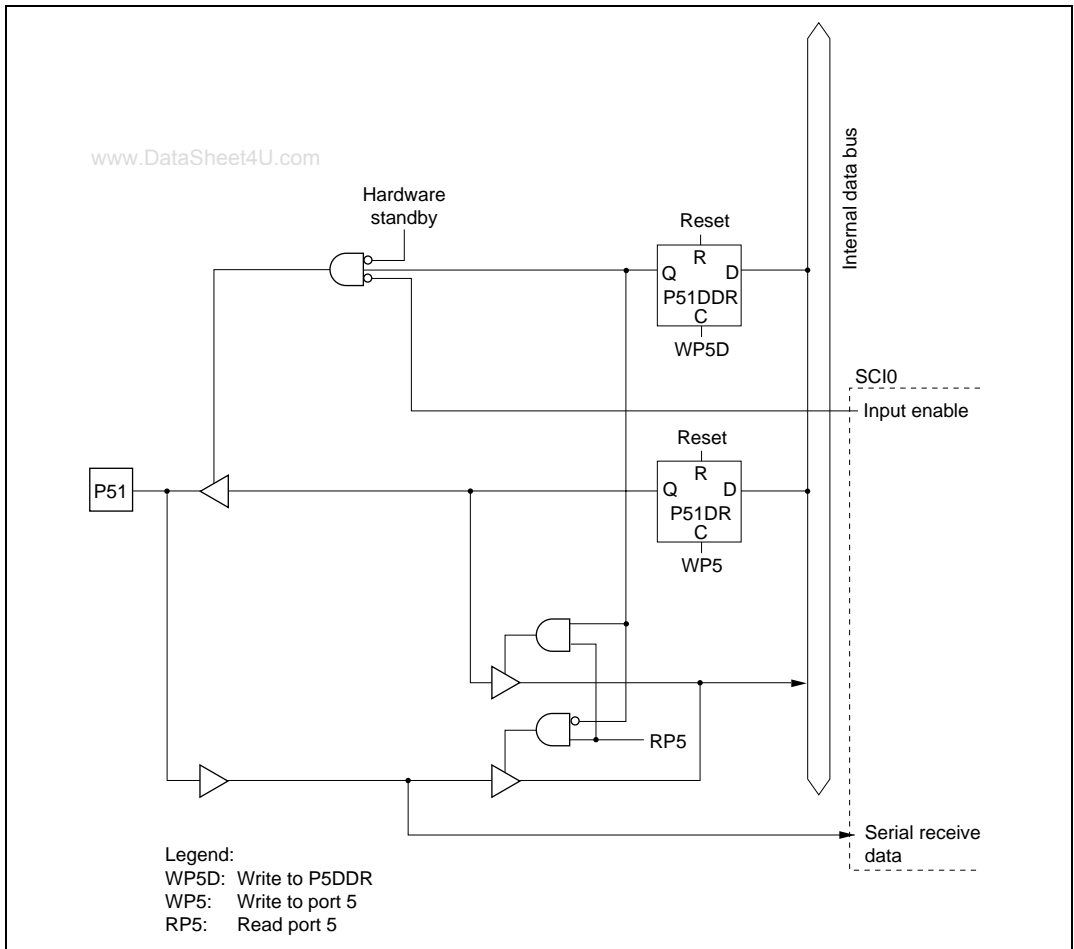 www.DataSheet4U.com
Internal data bus
Hardware
standby
Reset
R
Q
D
P51DDR
C
WP5D
SCI0
Input enable
Reset
R
P51
Q
D
P51DR
C
WP5
RP5
Serial receive
data
Legend:
WP5D: Write to P5DDR
WP5: Write to port 5
RP5: Read port 5